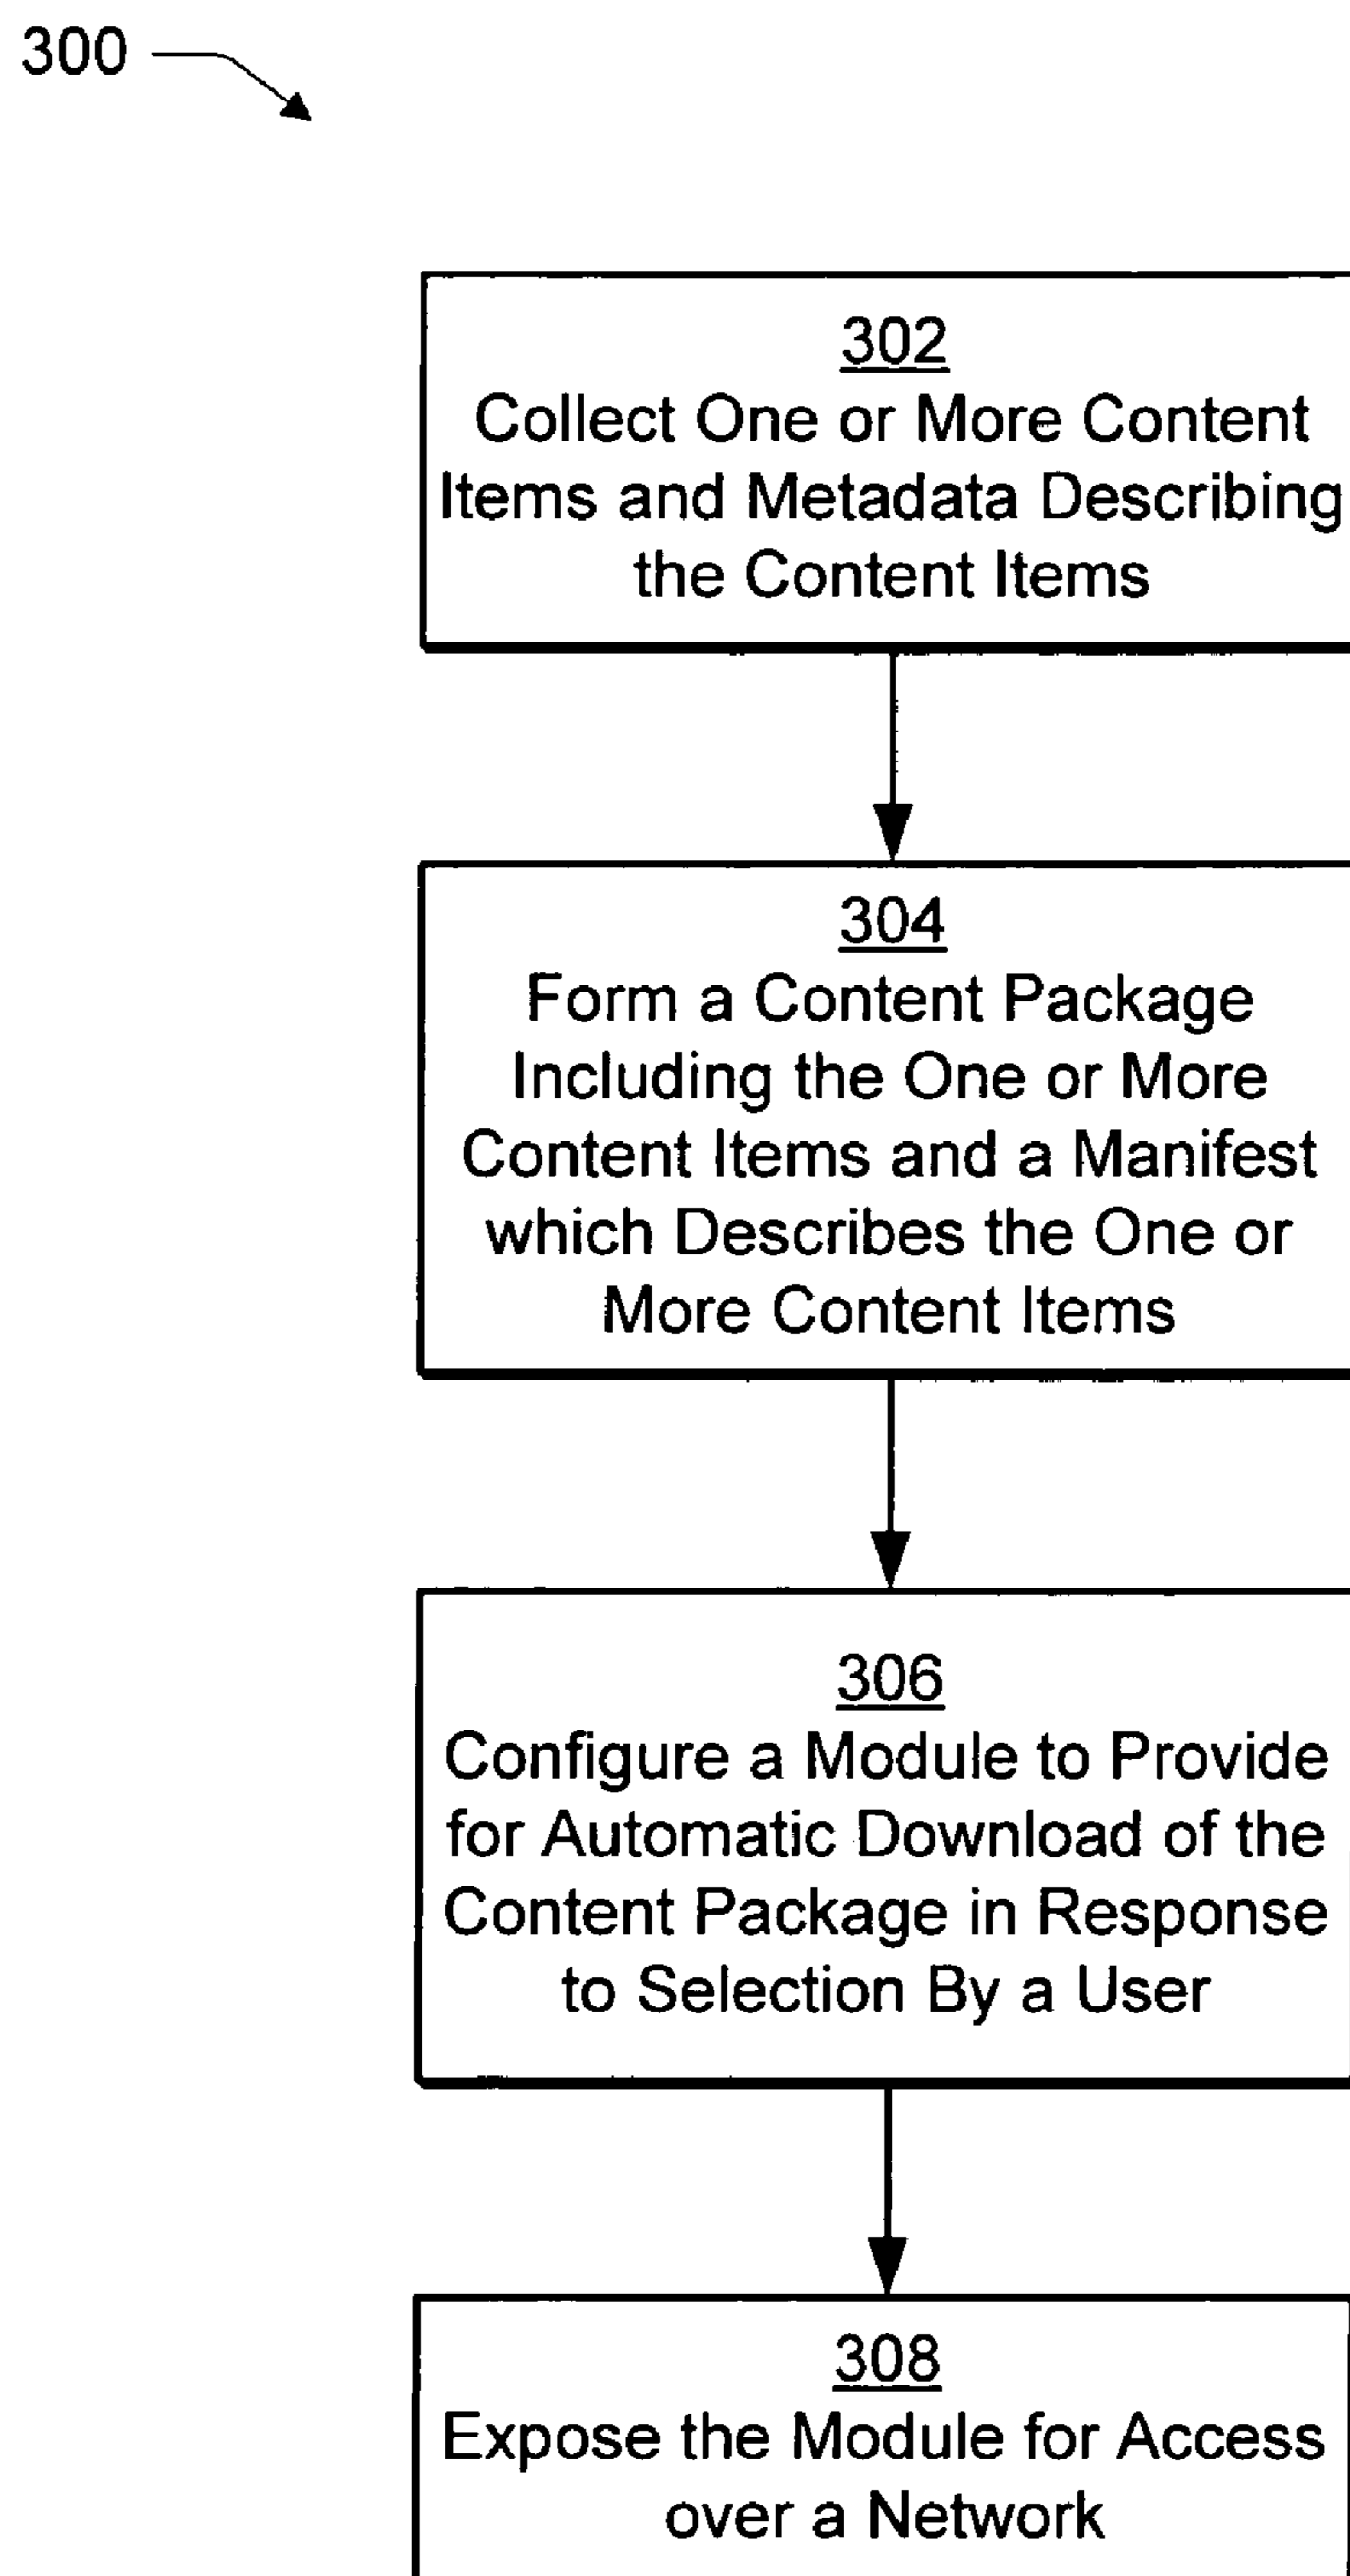 300
302
Collect One or More Content
Items and Metadata Describing
the Content Items
304
Form a Content Package
Including the One or More
Content Items and a Manifest
which Describes the One or
More Content Items
306
Configure a Module to Provide
for Automatic Download of the
Content Package in Response
to Selection By a User
308
Expose the Module for Access
over a Network